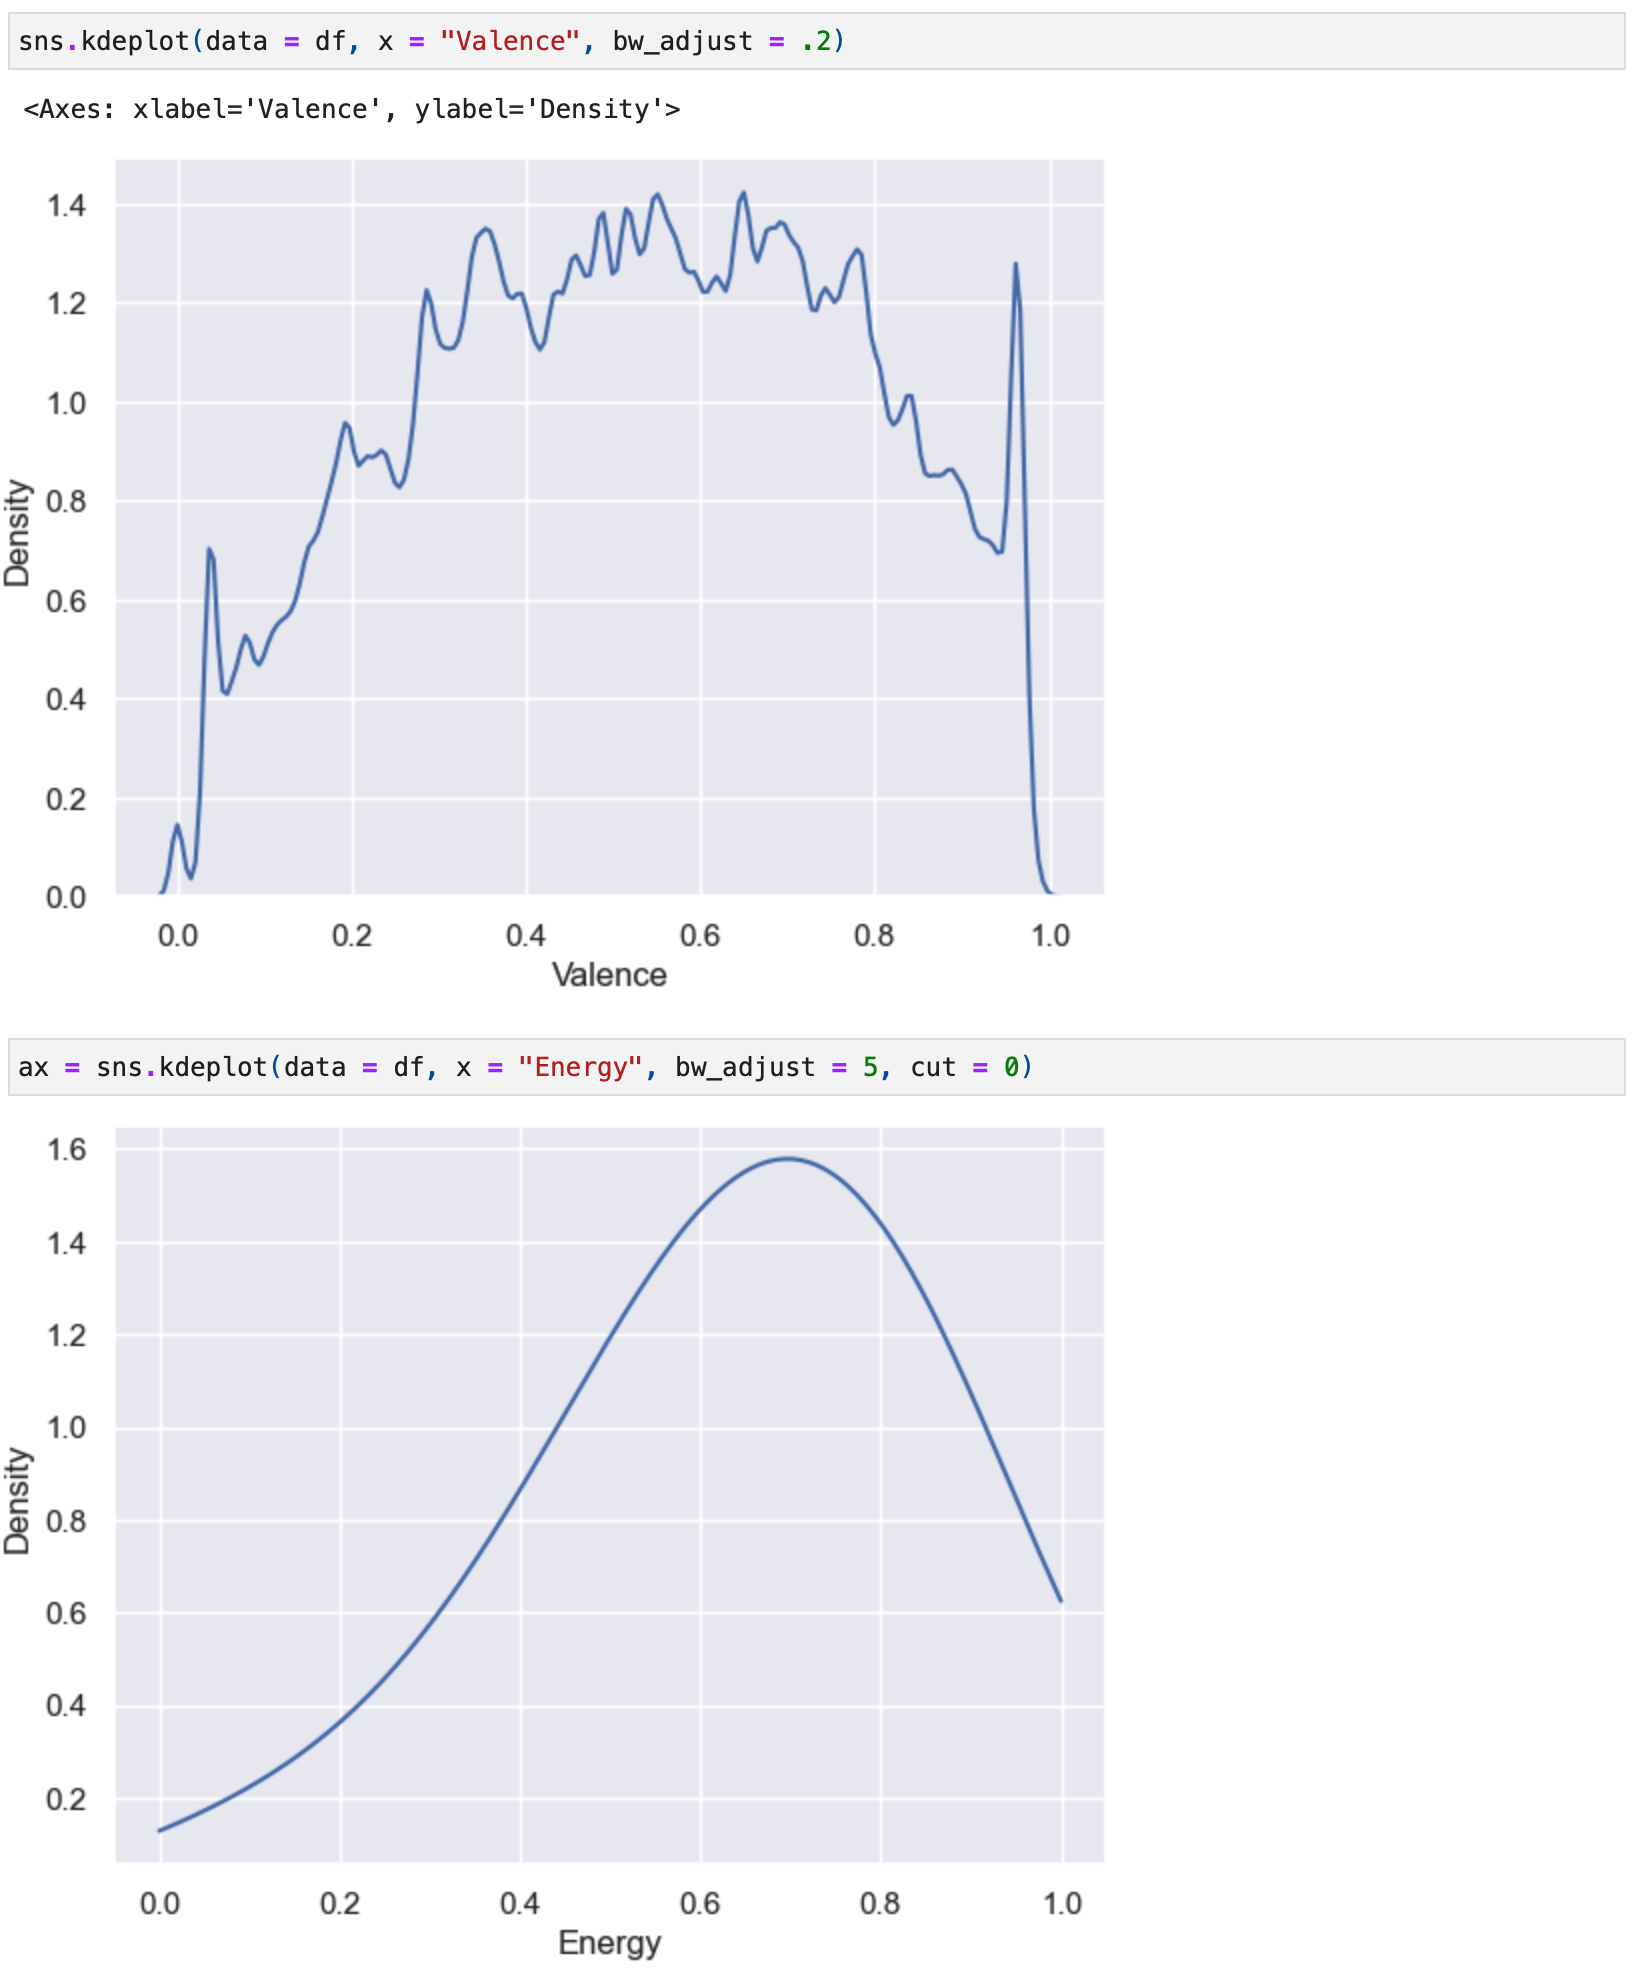 sns.kdeplot(data = df, x = "Valence", bw_adjust = .2)
<Axes: xlabel='Valence', ylabel='Density'>
1.4
1.2
1.0
0.8
0.6
0.4
0.2
0.0
Density
0.0 0.2 0.4 0.6 0.8 1.0
Valence
ax = sns.kdeplot(data = df, x = "Energy", bw_adjust = 5, cut = 0)
1.6
1.4
1.2
1.0
0.8
0.6
0.4
0.2
Density
0.0 0.2 0.4 0.6 0.8 1.0
Energy